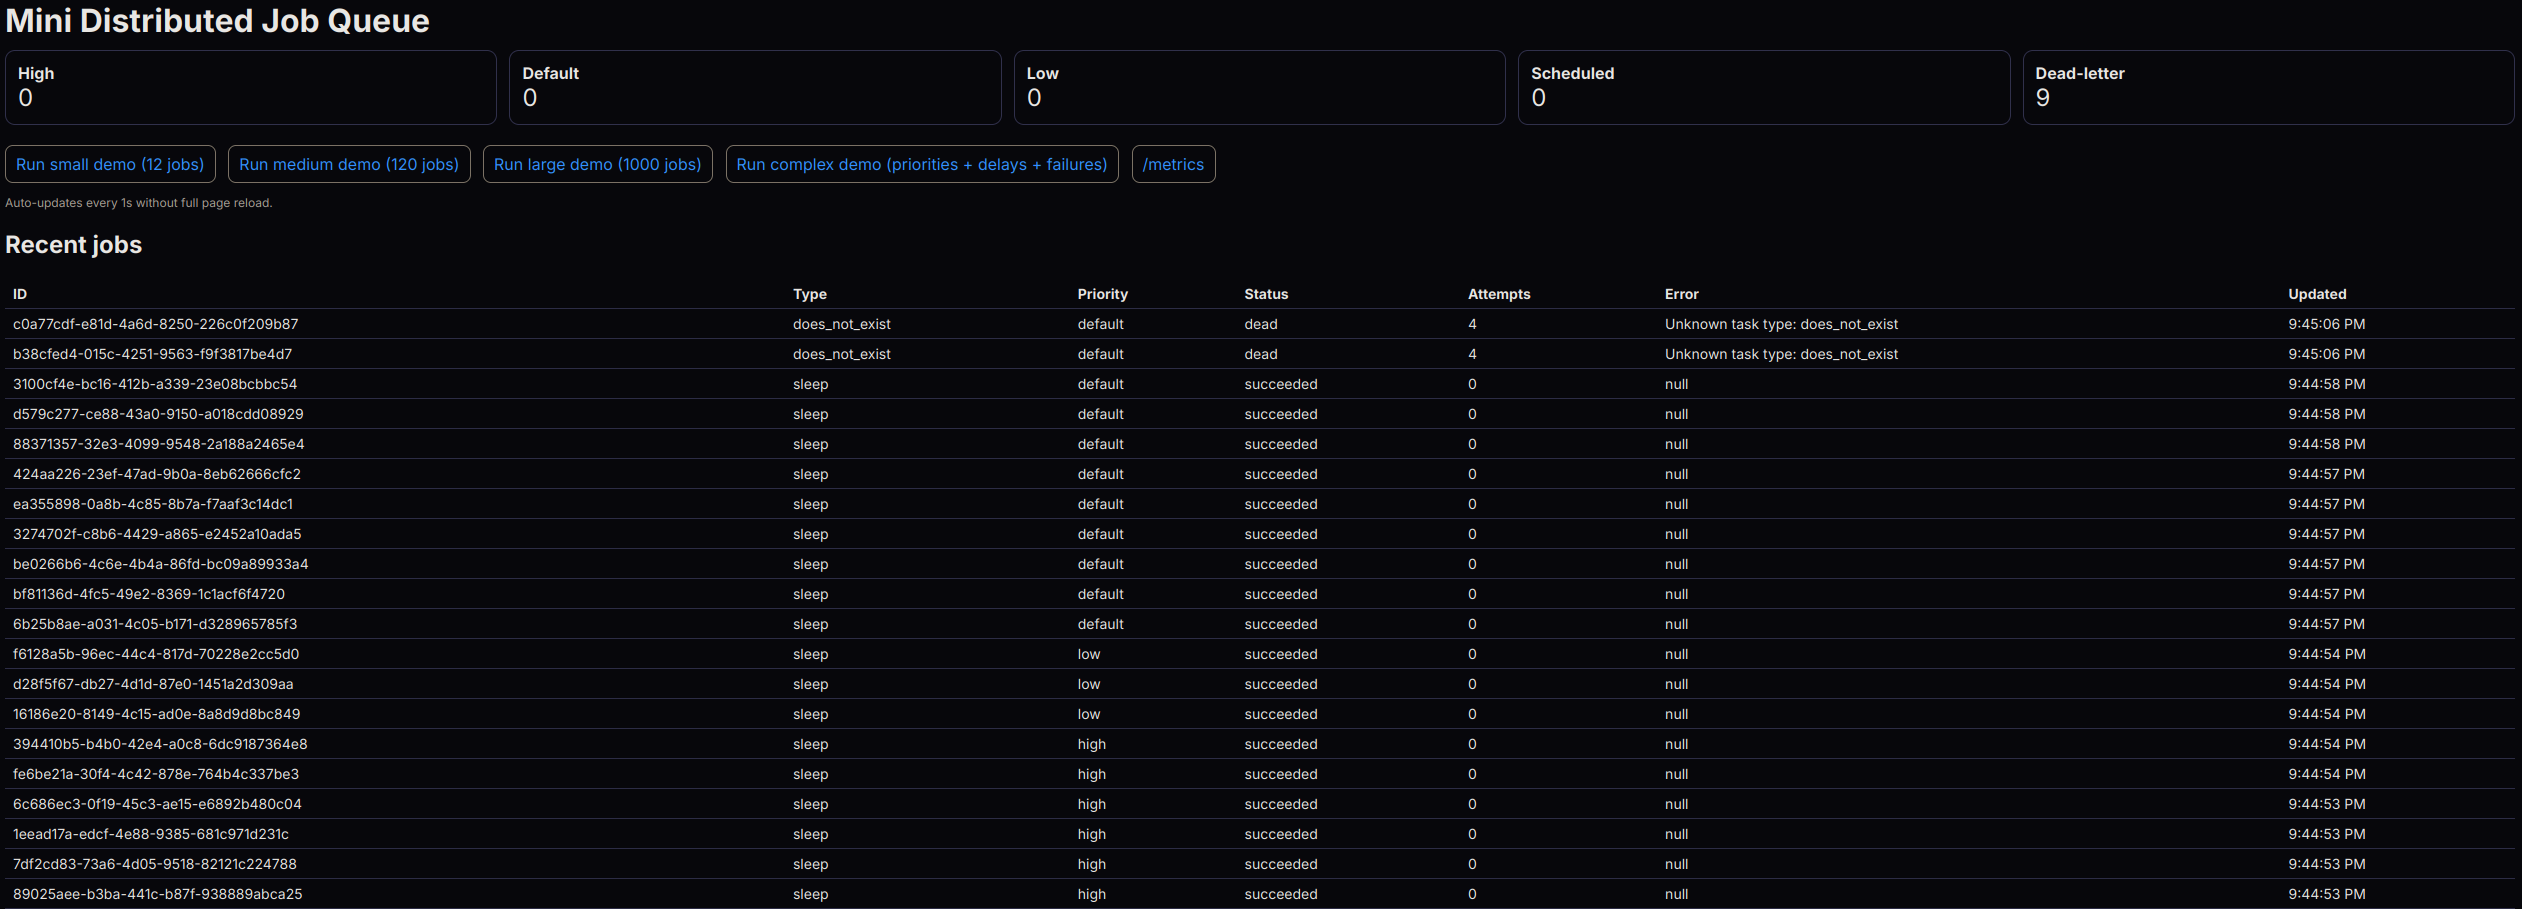 Mini Distributed Job Queue
High Default Low Scheduled Dead-letter
0 0 0 0 9
Run small demo (12 jobs) Run medium demo (120 jobs) Run large demo (1000 jobs) Run complex demo (priorities + delays + failures) /metrics
Auto-updates every 1s without full page reload.
Recent jobs
ID Type Priority Status Attempts Error Updated
c0a77cdf-e81d-4a6d-8250-226c0f209b87 does_not_exist default dead 4 Unknown task type: does_not_exist 9:45:06 PM
b38cfed4-015c-4251-9563-f9f3817be4d7 does_not_exist default dead 4 Unknown task type: does_not_exist 9:45:06 PM
3100cf4e-bc16-412b-a339-23e08bcbbc54 sleep default succeeded 0 null 9:44:58 PM
d579c277-ce88-43a0-9150-a018cdd08929 sleep default succeeded 0 null 9:44:58 PM
88371357-32e3-4099-9548-2a188a2465e4 sleep default succeeded 0 null 9:44:58 PM
424aa226-23ef-47ad-9b0a-8eb62666cfc2 sleep default succeeded 0 null 9:44:57 PM
ea355898-0a8b-4c85-8b7a-f7aaf3c14dc1 sleep default succeeded 0 null 9:44:57 PM
3274702f-c8b6-4429-a865-e2452a10ada5 sleep default succeeded 0 null 9:44:57 PM
be0266b6-4c6e-4b4a-86fd-bc09a89933a4 sleep default succeeded 0 null 9:44:57 PM
bf81136d-4fc5-49e2-8369-1c1acf6f4720 sleep default succeeded 0 null 9:44:57 PM
6b25b8ae-a031-4c05-b171-d328965785f3 sleep default succeeded 0 null 9:44:57 PM
f6128a5b-96ec-44c4-817d-70228e2cc5d0 sleep low succeeded 0 null 9:44:54 PM
d28f5f67-db27-4d1d-87e0-1451a2d309aa sleep low succeeded 0 null 9:44:54 PM
16186e20-8149-4c15-ad0e-8a8d9d8bc849 sleep low succeeded 0 null 9:44:54 PM
394410b5-b4b0-42e4-a0c8-6dc9187364e8 sleep high succeeded 0 null 9:44:54 PM
fe6be21a-30f4-4c42-878e-764b4c337be3 sleep high succeeded 0 null 9:44:54 PM
6c686ec3-0f19-45c3-ae15-e6892b480c04 sleep high succeeded 0 null 9:44:53 PM
1eead17a-edcf-4e88-9385-681c971d231c sleep high succeeded 0 null 9:44:53 PM
7df2cd83-73a6-4d05-9518-82121c224788 sleep high succeeded 0 null 9:44:53 PM
89025aee-b3ba-441c-b87f-938889abca25 sleep high succeeded 0 null 9:44:53 PM